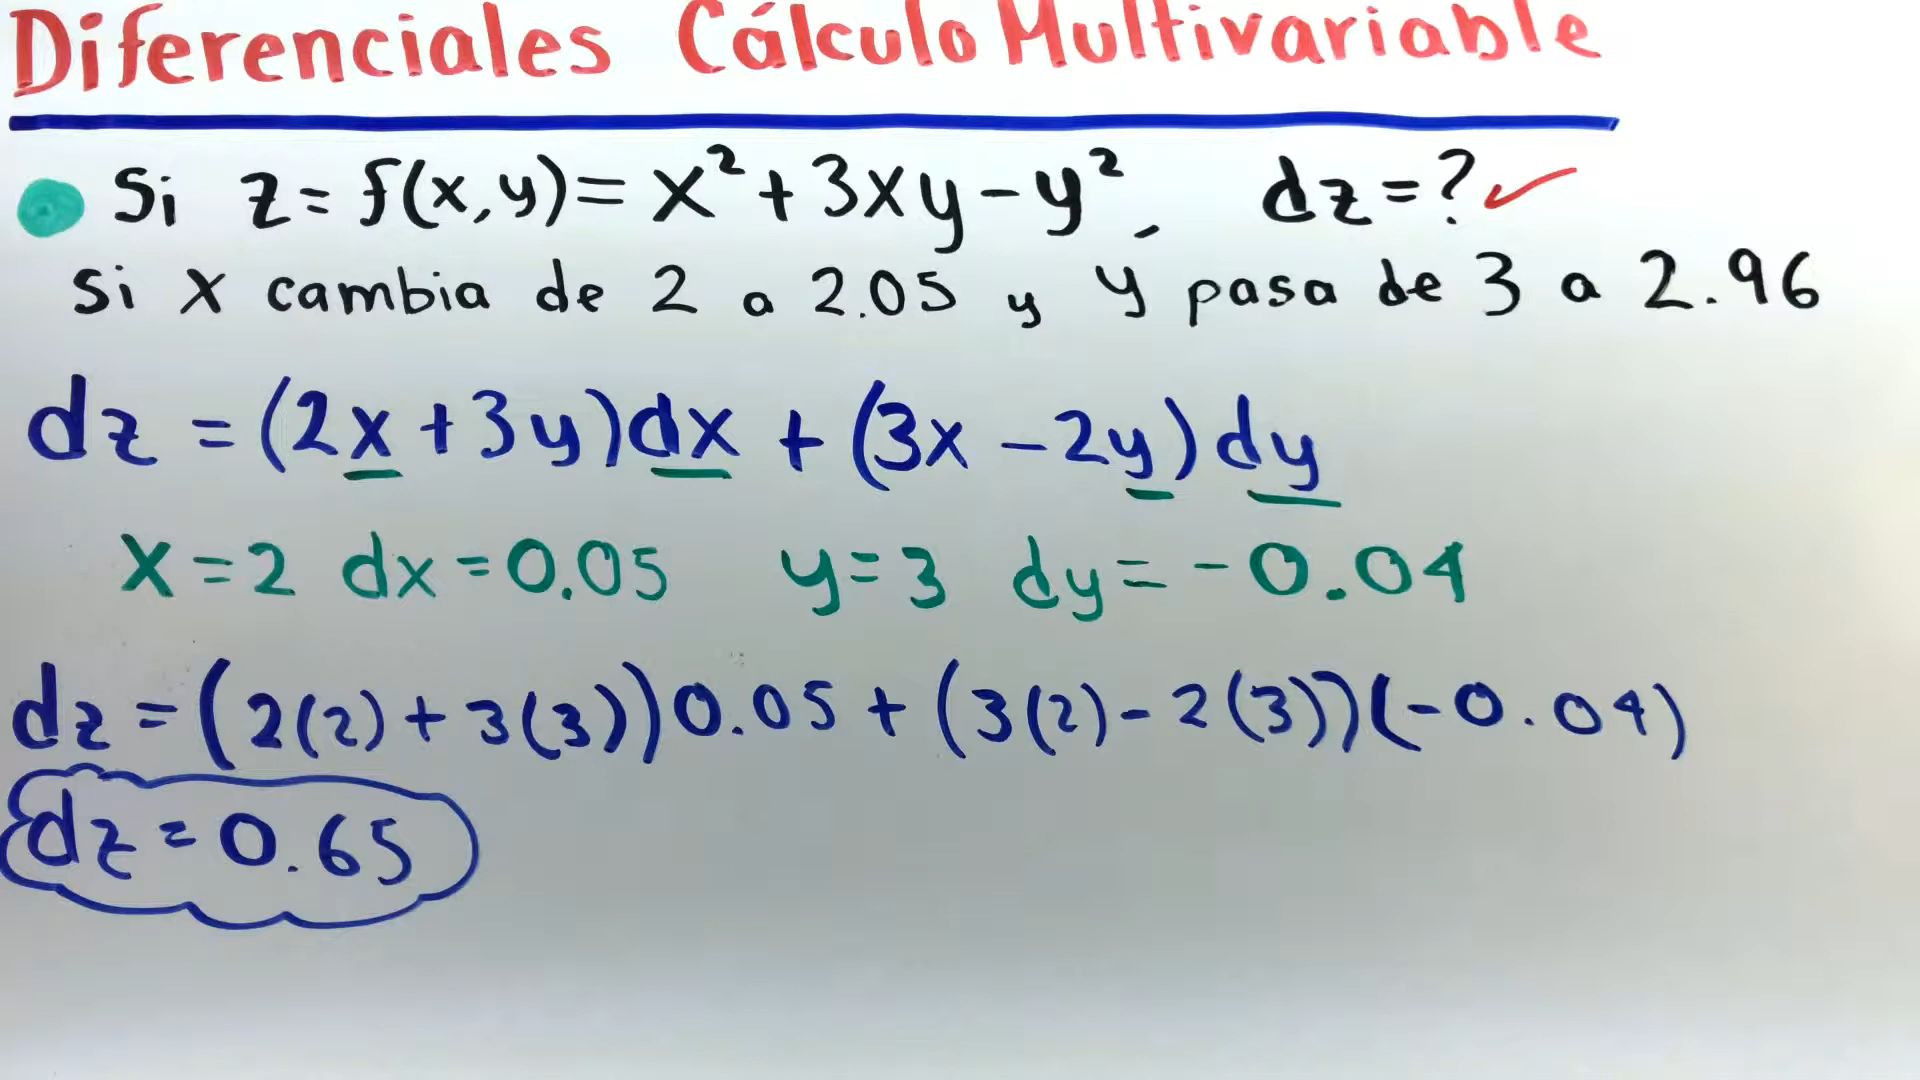 Diferenciales Cálculo Multivariable
Si z = f(x,y) = x² + 3xy - y², dz = ? ✓
si x cambia de 2 a 2.05 y y pasa de 3 a 2.96
dz = (2x + 3y)dx + (3x - 2y)dy
x = 2 dx = 0.05 y = 3 dy = -0.04
dz = (2(2) + 3(3))0.05 + (3(2) - 2(3))(-0.04)
dz = 0.65